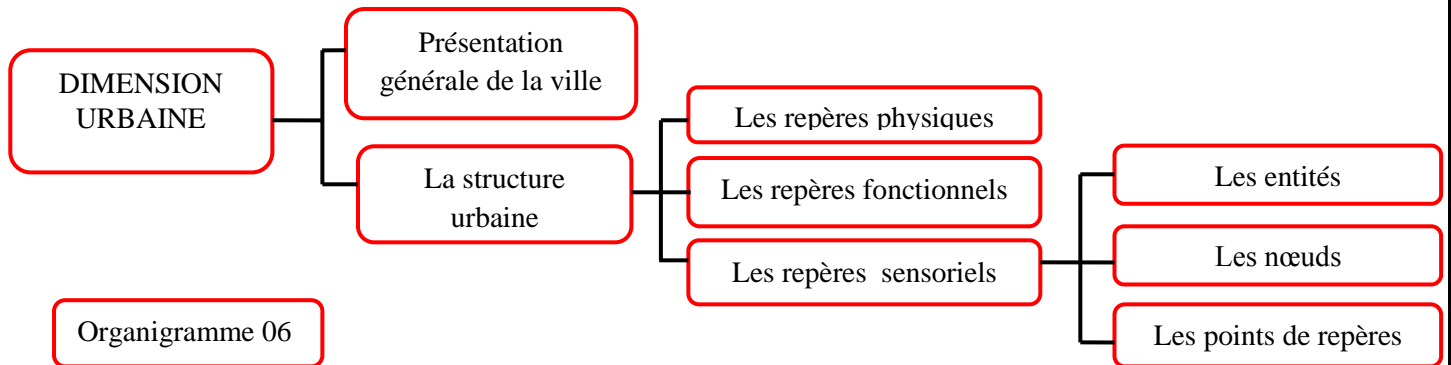 DIMENSION
URBAINE
Présentation
générale de la ville
La structure
urbaine
Les repères physiques
Les repères fonctionnels
Les repères sensoriels
Les entités
Les nœuds
Les points de repères
Organigramme 06